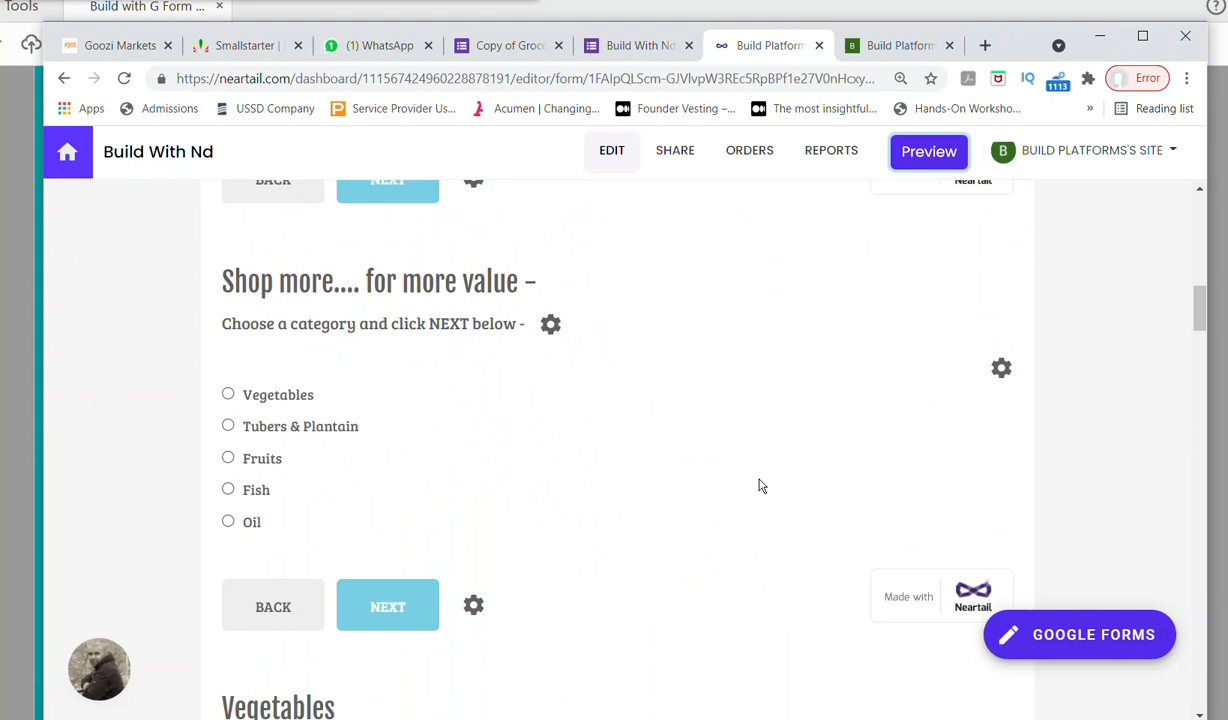 Tools
Build with G Form ... ×
Goozi Markets
Smallstarter |
(1) WhatsApp
Copy of Groce
Build With Nd
Build Platform
Build Platform
https://neartail.com/dashboard/111567424960228878191/editor/form/1FAIpQLScm-GJVlvpW3REc5RpBPf1e27V0nHcxy...
IQ
1113
Error
Apps
Admissions
USSD Company
Service Provider Us...
Acumen | Changing...
Founder Vesting –...
The most insightful...
Hands-On Worksho...
»
Reading list
Build With Nd
EDIT
SHARE
ORDERS
REPORTS
Preview
B
BUILD PLATFORMS'S SITE
BACK
NEXT
Neartail
Shop more.... for more value -
Choose a category and click NEXT below -
Vegetables
Tubers & Plantain
Fruits
Fish
Oil
BACK
NEXT
Made with
Neartail
GOOGLE FORMS
Vegetables